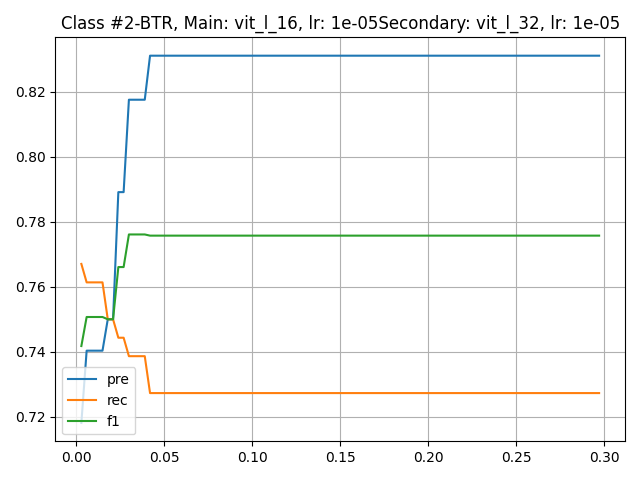 Class #2-BTR, Main: vit_l_16, lr: 1e-05Secondary: vit_l_32, lr: 1e-05
0.82
0.80
0.78
0.76
0.74
0.72
pre
rec
f1
0.00 0.05 0.10 0.15 0.20 0.25 0.30